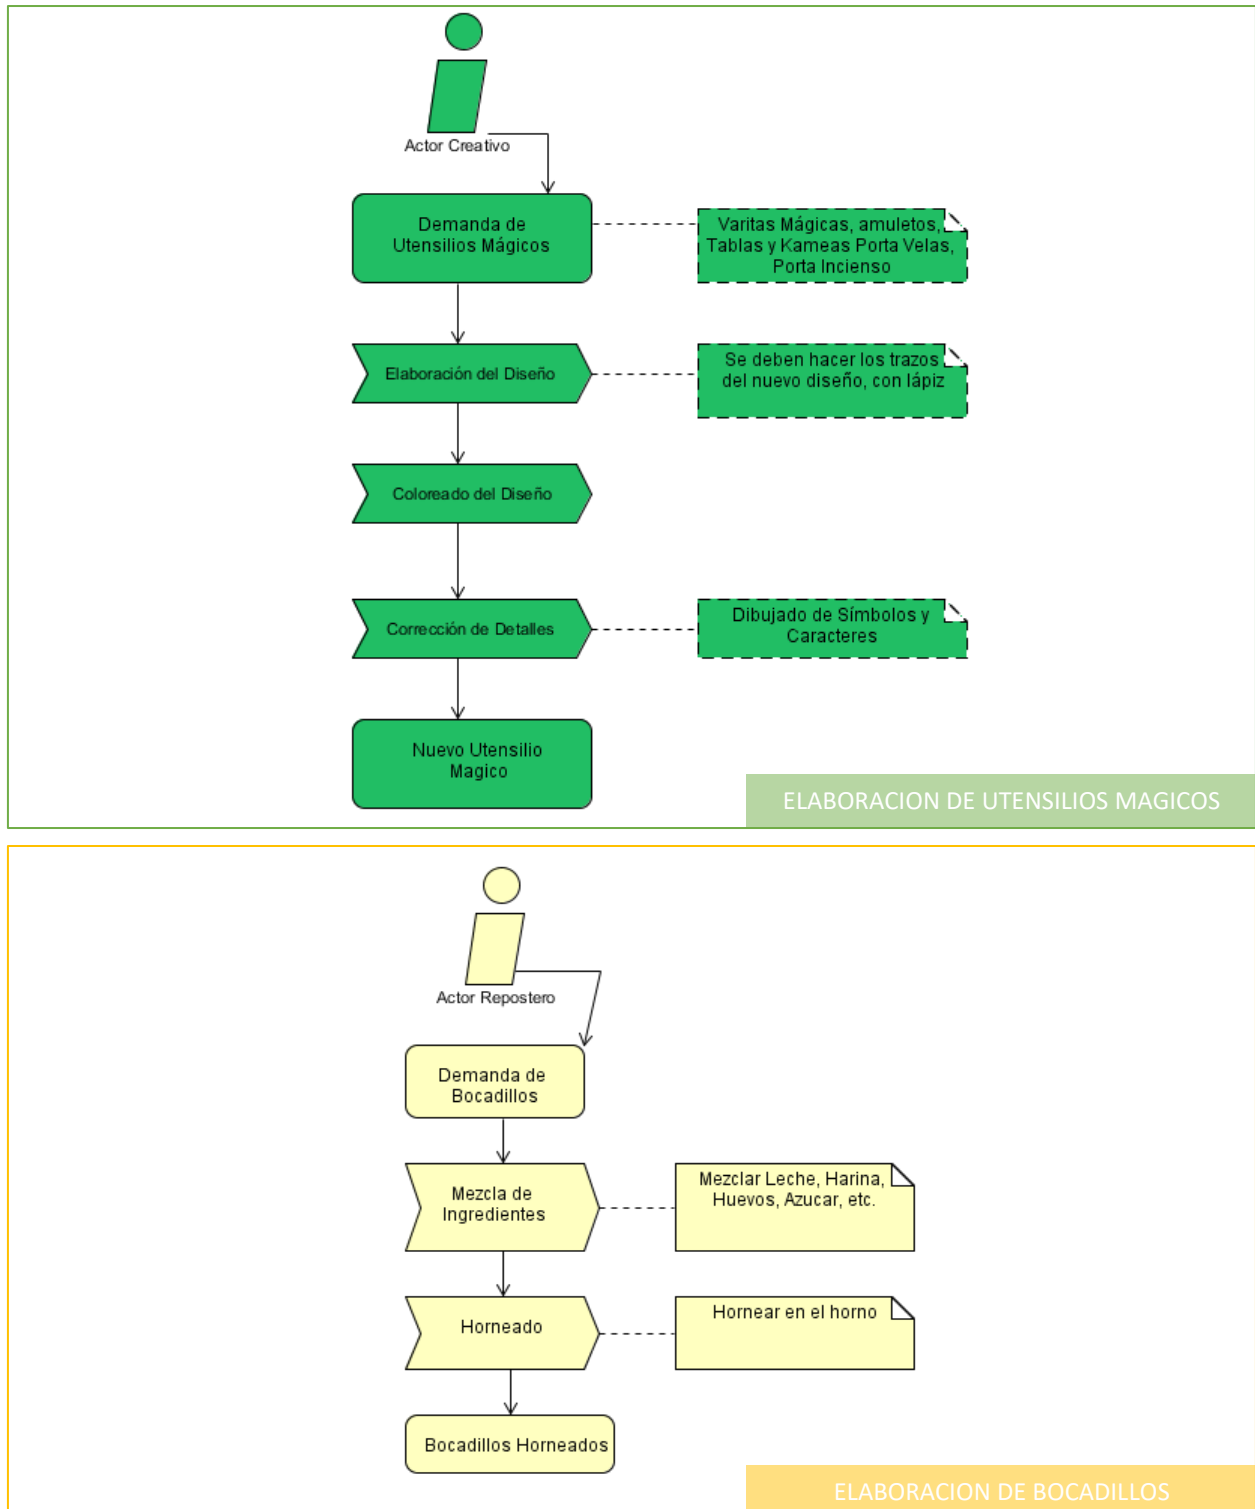 Actor Creativo
Demanda de
Utensilios Mágicos
Varitas Mágicas, amuletos,
Tablas y Kameas Porta Velas,
Porta Incienso
Elaboración del Diseño
Se deben hacer los trazos
del nuevo diseño, con lápiz
Coloreado del Diseño
Corrección de Detalles
Dibujado de Símbolos y
Caracteres
Nuevo Utensilio
Magico
ELABORACION DE UTENSILIOS MAGICOS
Actor Repostero
Demanda de
Bocadillos
Mezcla de
Ingredientes
Mezclar Leche, Harina,
Huevos, Azucar, etc.
Horneado
Hornear en el horno
Bocadillos Horneados
ELABORACION DE BOCADILLOS